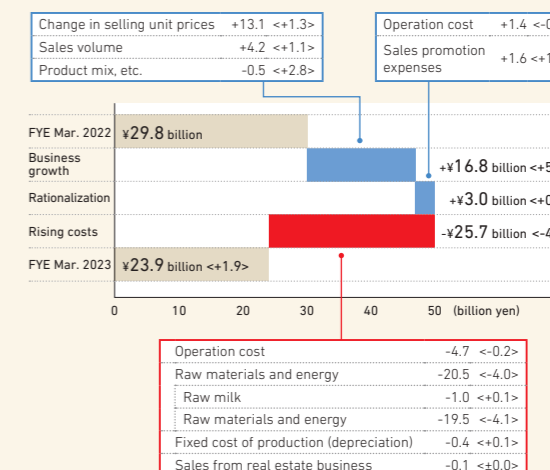 Change in selling unit prices +13.1 <+1.3>
Sales volume +4.2 <+1.1>
Product mix, etc. -0.5 <+2.8>
Operation cost +1.4 <-0
Sales promotion
expenses +1.6 <+1
FYE Mar. 2022 ¥29.8 billion
Business
growth +¥16.8 billion <+5
Rationalization +¥3.0 billion <+0
Rising costs -¥25.7 billion <-4
FYE Mar. 2023 ¥23.9 billion <+1.9>
0 10 20 30 40 50 (billion yen)
Operation cost -4.7 <-0.2>
Raw materials and energy -20.5 <-4.0>
Raw milk -1.0 <+0.1>
Raw materials and energy -19.5 <-4.1>
Fixed cost of production (depreciation) -0.4 <+0.1>
Sales from real estate business -0.1 <±0.0>